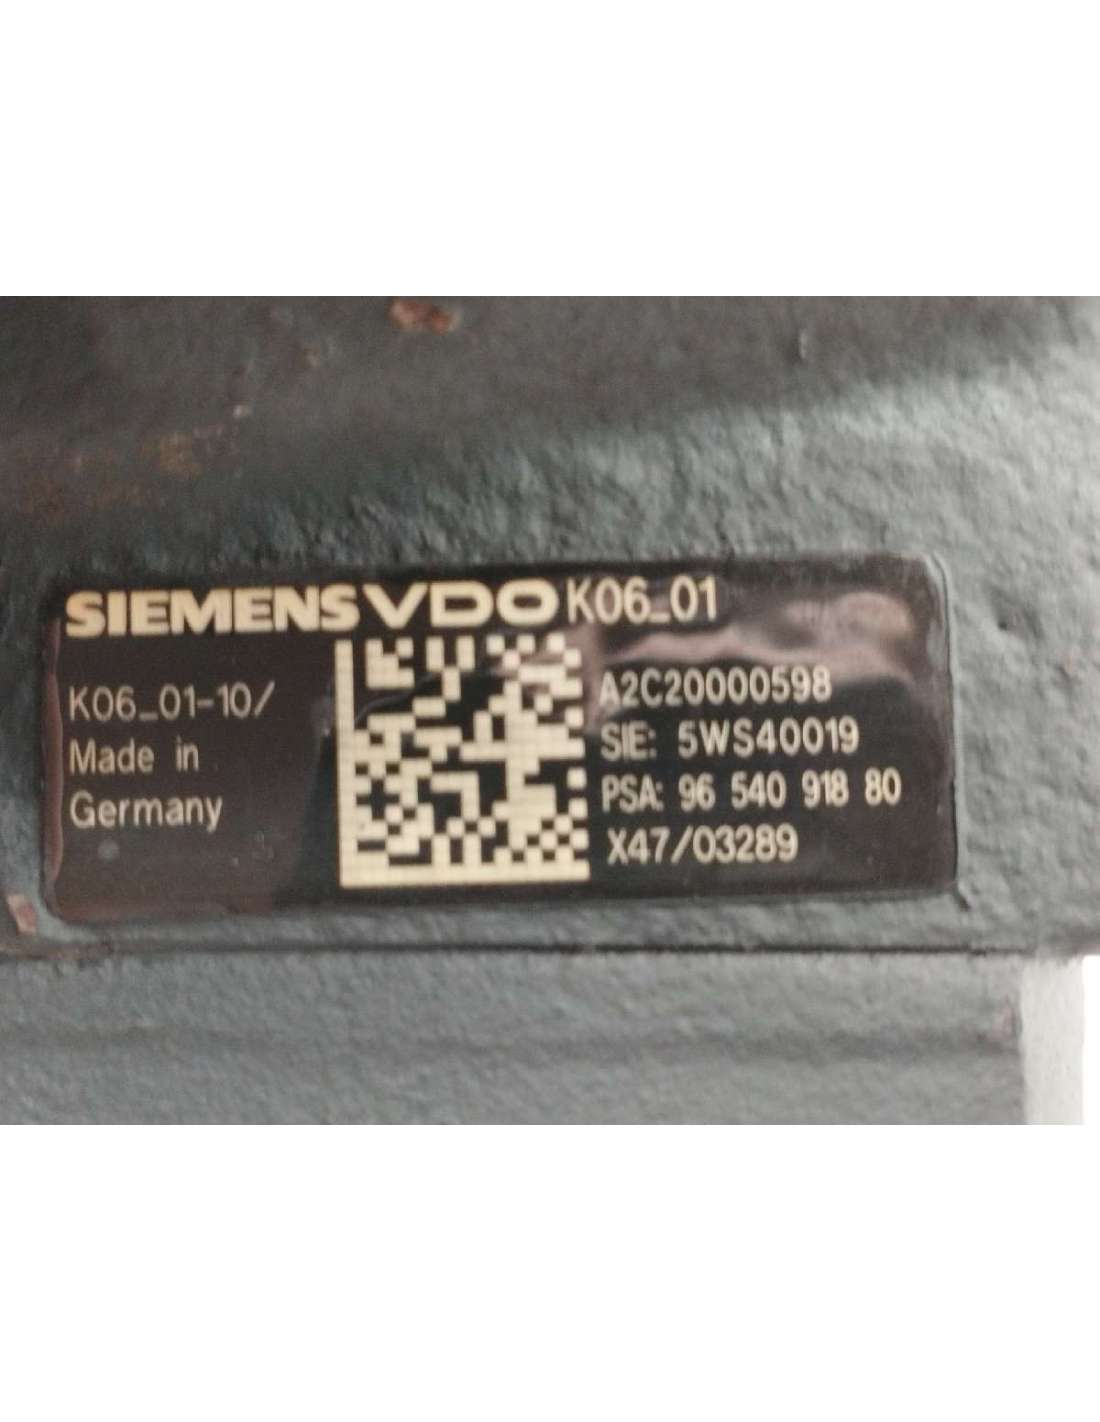 SIEMENS VDO K06_01
K06_01-10/
Made in
Germany
A2C20000598
SIE: 5WS40019
PSA: 96 540 918 80
X47/03289